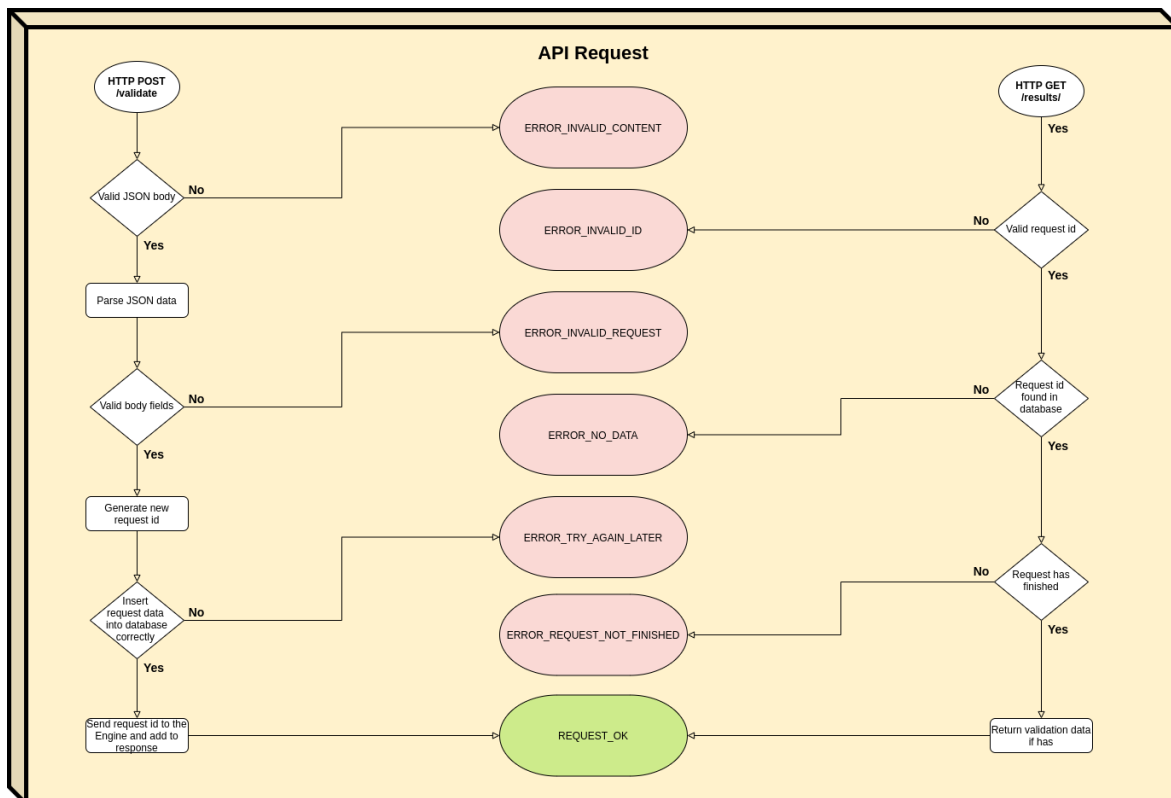 API Request
HTTP POST
/validate
Valid JSON body
No
Yes
Parse JSON data
Valid body fields
No
Yes
Generate new
request id
Insert
request data
into database
correctly
No
Yes
Send request id to the
Engine and add to
response
ERROR_INVALID_CONTENT
ERROR_INVALID_ID
ERROR_INVALID_REQUEST
ERROR_NO_DATA
ERROR_TRY_AGAIN_LATER
ERROR_REQUEST_NOT_FINISHED
REQUEST_OK
HTTP GET
/results/
Yes
No
Valid request id
Yes
No
Request id
found in
database
Yes
No
Request has
finished
Yes
Return validation data
if has